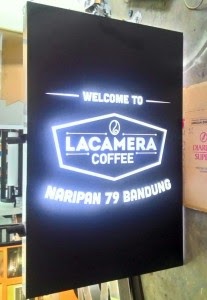 WELCOME TO
LACAMERA
COFFEE
NARIPAN 79 BANDUNG